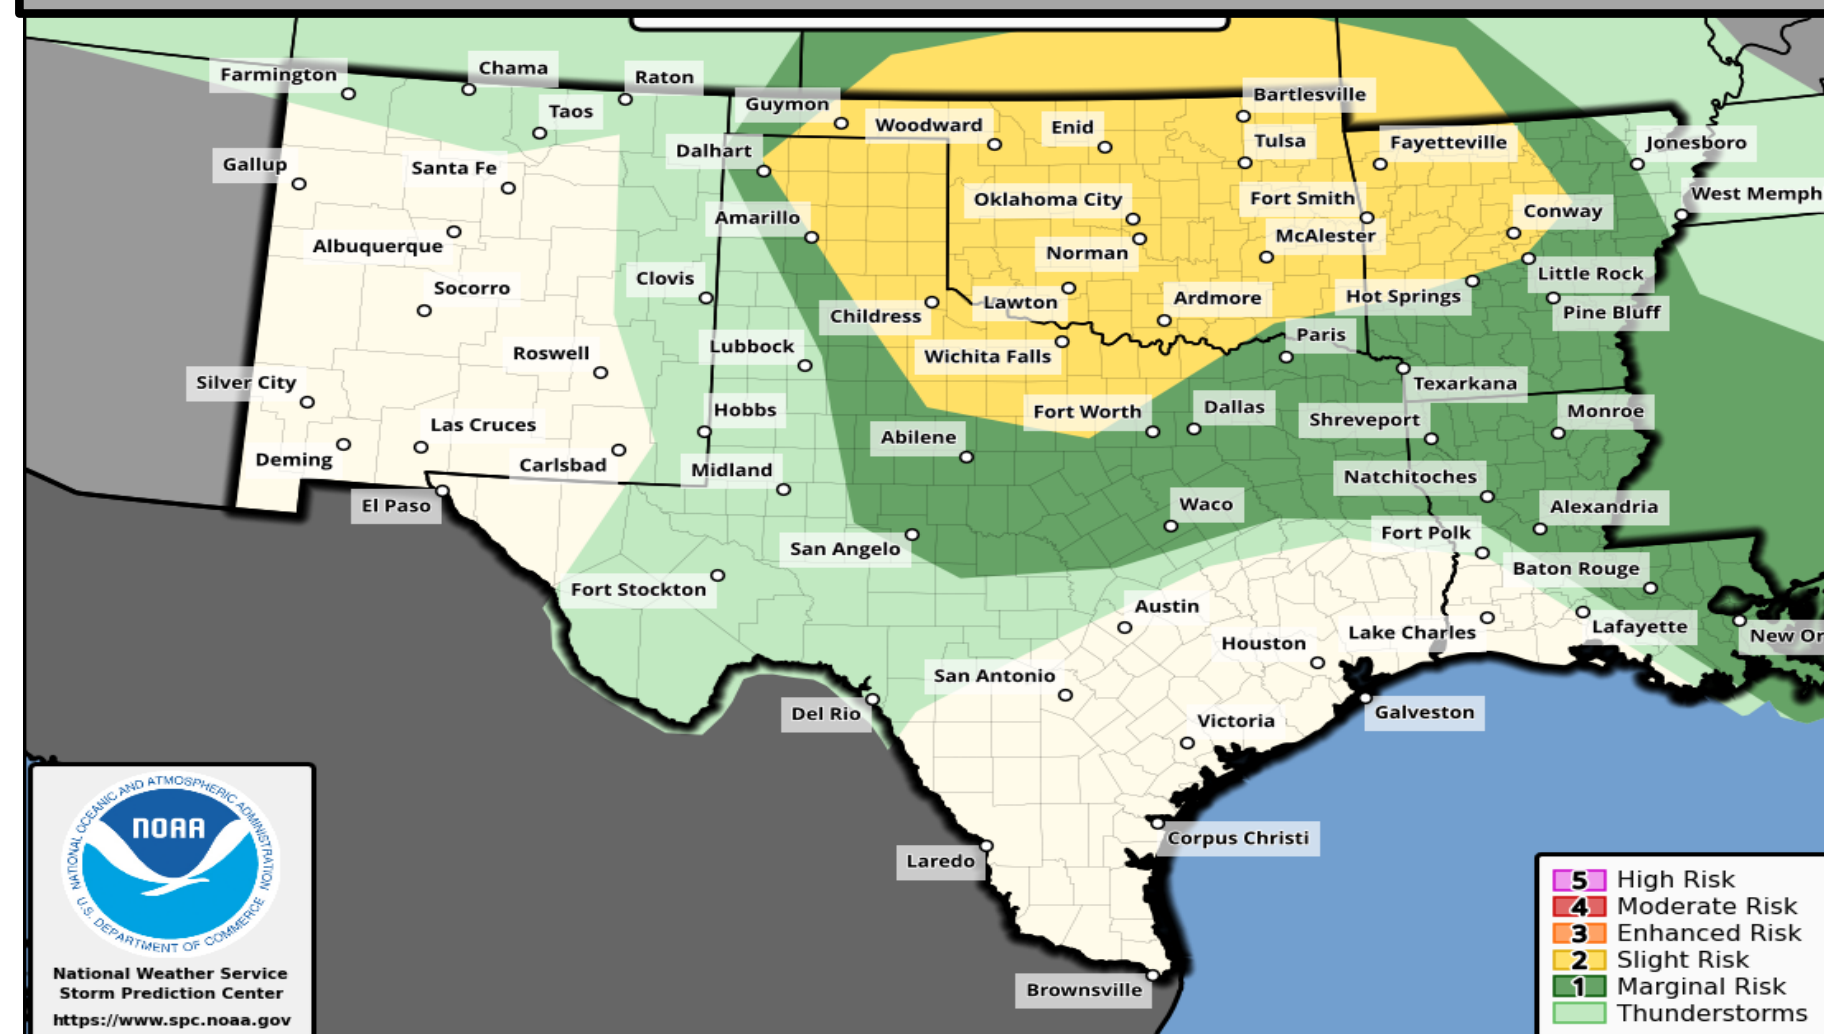 Farmington
Chama
Raton
Taos
Guymon
Woodward
Enid
Bartlesville
Tulsa
Fayetteville
Jonesboro
Gallup
Santa Fe
Dalhart
West Memph
Oklahoma City
Fort Smith
Conway
Amarillo
Albuquerque
Norman
McAlester
Clovis
Socorro
Little Rock
Childress
Lawton
Ardmore
Hot Springs
Pine Bluff
Roswell
Lubbock
Wichita Falls
Paris
Silver City
Texarkana
Las Cruces
Hobbs
Fort Worth
Dallas
Shreveport
Monroe
Abilene
Deming
Carlsbad
Midland
Natchitoches
El Paso
Waco
Alexandria
San Angelo
Fort Polk
Fort Stockton
Baton Rouge
Austin
Houston
Lake Charles
Lafayette
New Or
San Antonio
Del Rio
Victoria
Galveston
Corpus Christi
Laredo
Brownsville
NATIONAL OCEANIC AND ATMOSPHERIC ADMINISTRATION
NOAA
U.S. DEPARTMENT OF COMMERCE
National Weather Service
Storm Prediction Center
https://www.spc.noaa.gov
5 High Risk
4 Moderate Risk
3 Enhanced Risk
2 Slight Risk
1 Marginal Risk
Thunderstorms